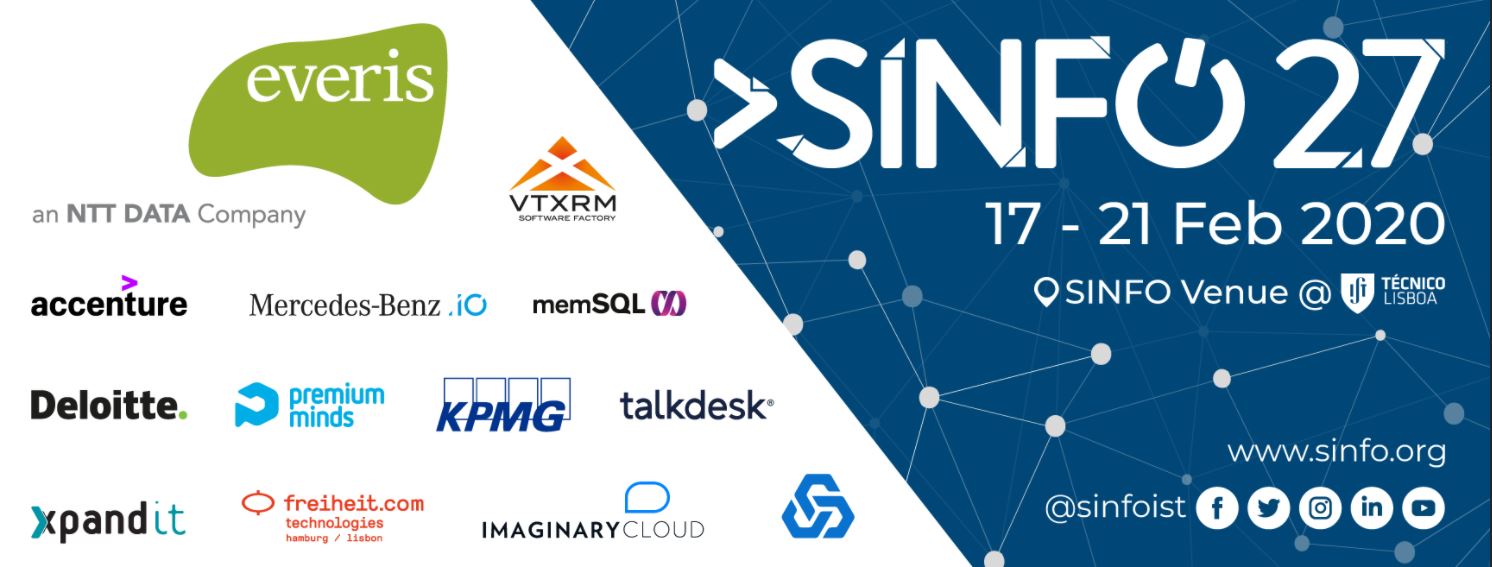 everis
an NTT DATA Company
VTXRM
SOFTWARE FACTORY
accenture
Mercedes-Benz .iO
memSQL
Deloitte.
premium
minds
KPMG
talkdesk®
xpandit
freiheit.com
technologies
hamburg / lisbon
IMAGINARYCLOUD
>SINFO 27
17 - 21 Feb 2020
SINFO Venue @ TÉCNICO
LISBOA
www.sinfo.org
@sinfoist